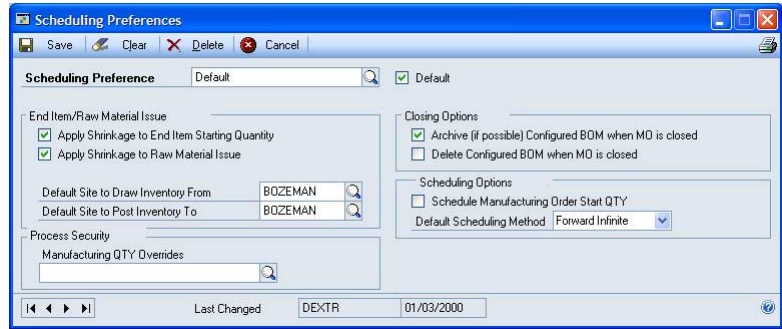 Scheduling Preferences
Save Clear Delete Cancel
Scheduling Preference Default Default
End Item/Raw Material Issue
Apply Shrinkage to End Item Starting Quantity
Apply Shrinkage to Raw Material Issue
Default Site to Draw Inventory From BOZEMAN
Default Site to Post Inventory To BOZEMAN
Process Security
Manufacturing QTY Overrides
Closing Options
Archive (if possible) Configured BOM when MO is closed
Delete Configured BOM when MO is closed
Scheduling Options
Schedule Manufacturing Order Start QTY
Default Scheduling Method Forward Infinite
Last Changed DEXTR 01/03/2000